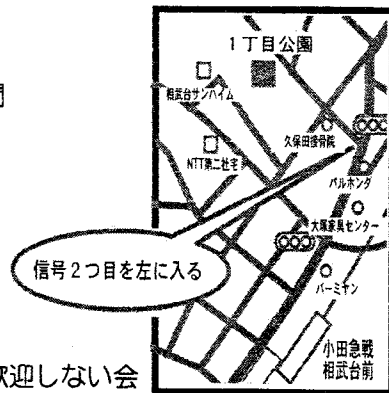 1丁目公園
相武台サンハイム
久保田接骨院
NTT第二社宅
パルホンダ
大塚家具センター
信号2つ目を左に入る
バーミヤン
小田急戦
相武台前
歓迎しない会